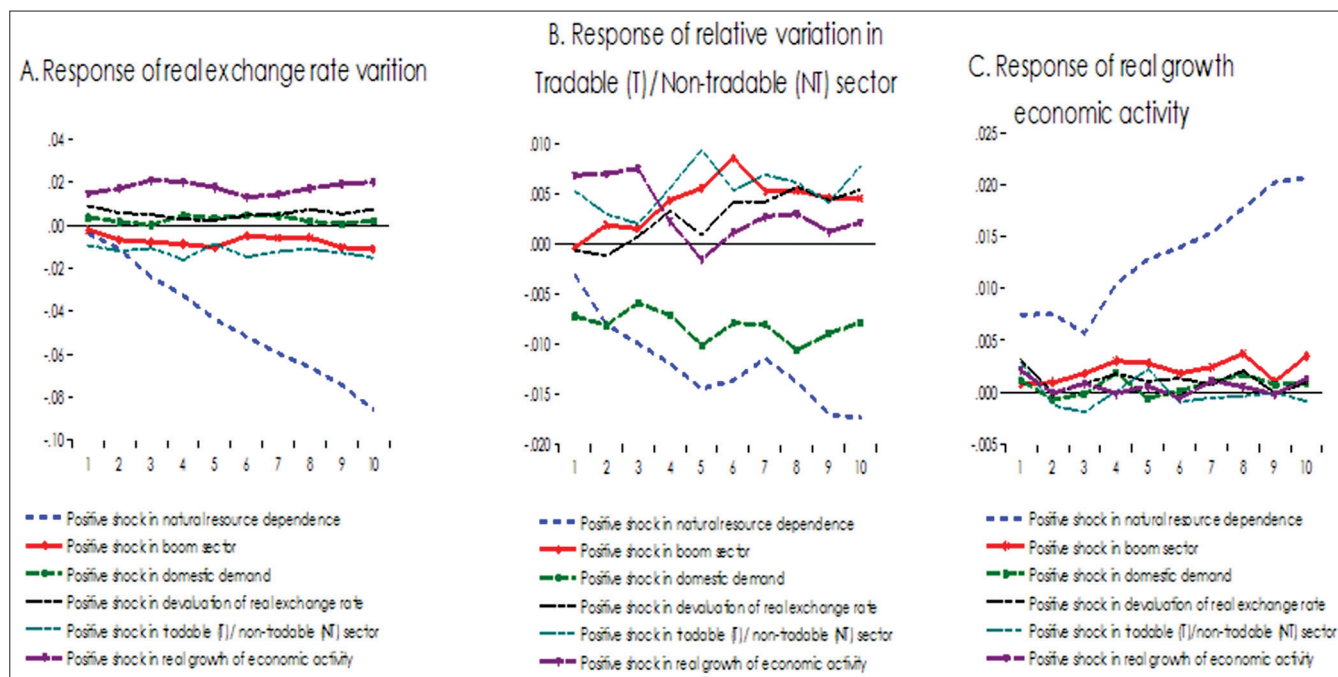 A. Response of real exchange rate varition
.04
.02
.00
-.02
-.04
-.06
-.08
-.10
1 2 3 4 5 6 7 8 9 10
Positive shock in natural resource dependence
Positive shock in boom sector
Positive shock in domestic demand
Positive shock in devaluation of real exchange rate
Positive shock in tradable (T)/ non-tradable (NT) sector
Positive shock in real growth of economic activity
B. Response of relative variation in
Tradable (T)/ Non-tradable (NT) sector
.010
.005
.000
-.005
-.010
-.015
-.020
1 2 3 4 5 6 7 8 9 10
Positive shock in natural resource dependence
Positive shock in boom sector
Positive shock in domestic demand
Positive shock in devaluation of real exchange rate
Positive shock in tradable (T)/ non-tradable (NT) sector
Positive shock in real growth of economic activity
C. Response of real growth
economic activity
.025
.020
.015
.010
.005
.000
-.005
1 2 3 4 5 6 7 8 9 10
Positive shock in natural resource dependence
Positive shock in boom sector
Positive shock in domestic demand
Positive shock in devaluation of real exchange rate
Positive shock in tradable (T)/non-tradable (NT) sector
Positive shock in real growth of economic activity